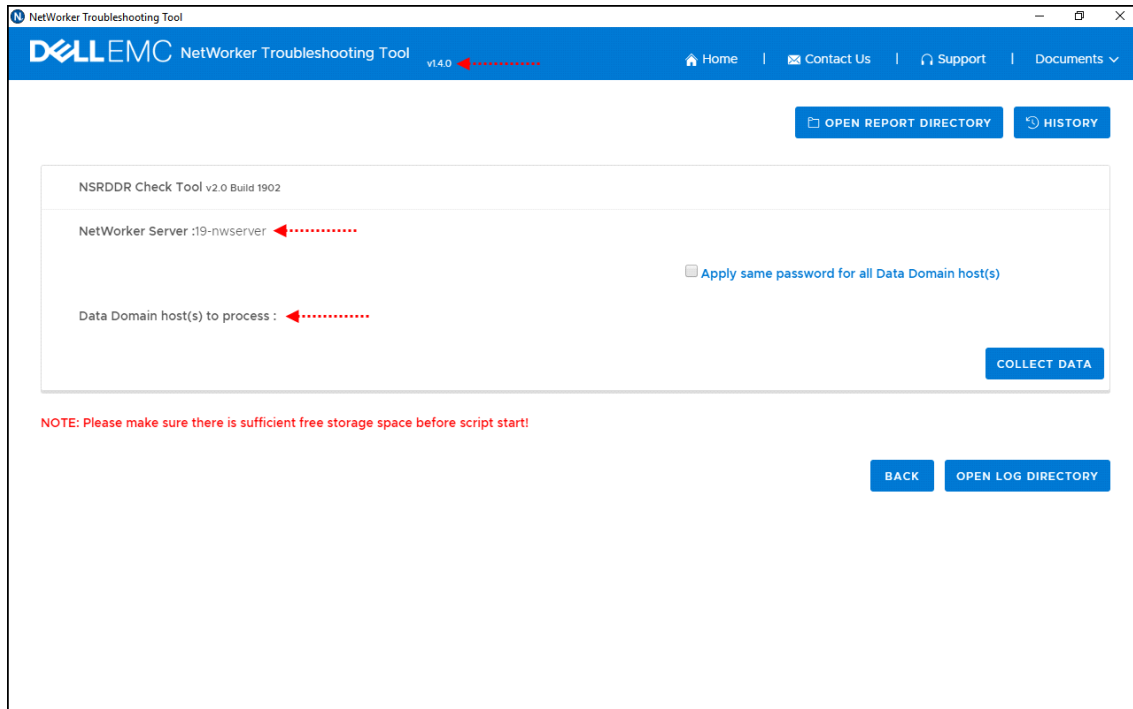 NetWorker Troubleshooting Tool
DELLEMC NetWorker Troubleshooting Tool v1.4.0 Home | Contact Us | Support | Documents
OPEN REPORT DIRECTORY HISTORY
NSRDDR Check Tool v2.0 Build 1902
NetWorker Server :19-nwserver
Apply same password for all Data Domain host(s)
Data Domain host(s) to process :
COLLECT DATA
NOTE: Please make sure there is sufficient free storage space before script start!
BACK OPEN LOG DIRECTORY